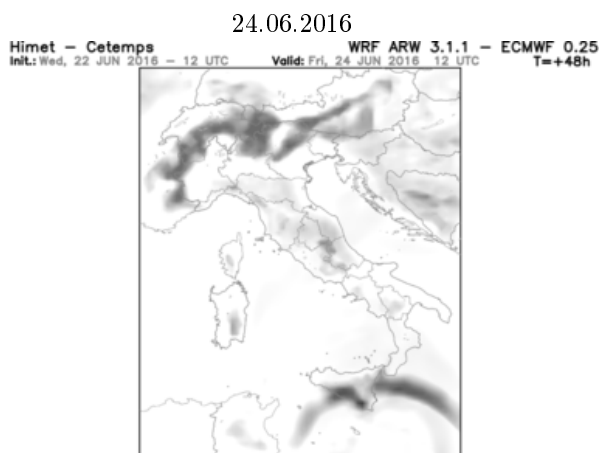 24.06.2016
Himet – Cetemps WRF ARW 3.1.1 – ECMWF 0.25
Init.: Wed, 22 JUN 2016 – 12 UTC Valid: Fri, 24 JUN 2016 12 UTC T=+48h